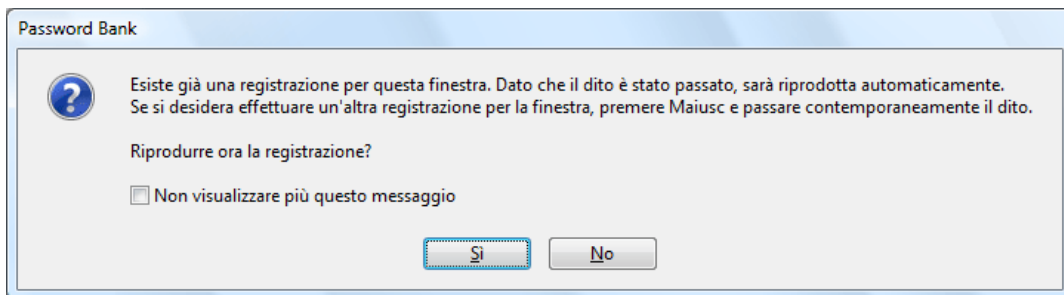 Password Bank
Esiste già una registrazione per questa finestra. Dato che il dito è stato passato, sarà riprodotta automaticamente.
Se si desidera effettuare un'altra registrazione per la finestra, premere Maiusc e passare contemporaneamente il dito.
Riprodurre ora la registrazione?
Non visualizzare più questo messaggio
Sì
No